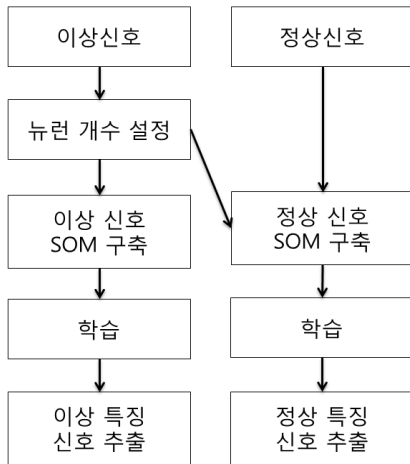 이상신호
정상신호
뉴런 개수 설정
이상 신호
SOM 구축
정상 신호
SOM 구축
학습
학습
이상 특징
신호 추출
정상 특징
신호 추출